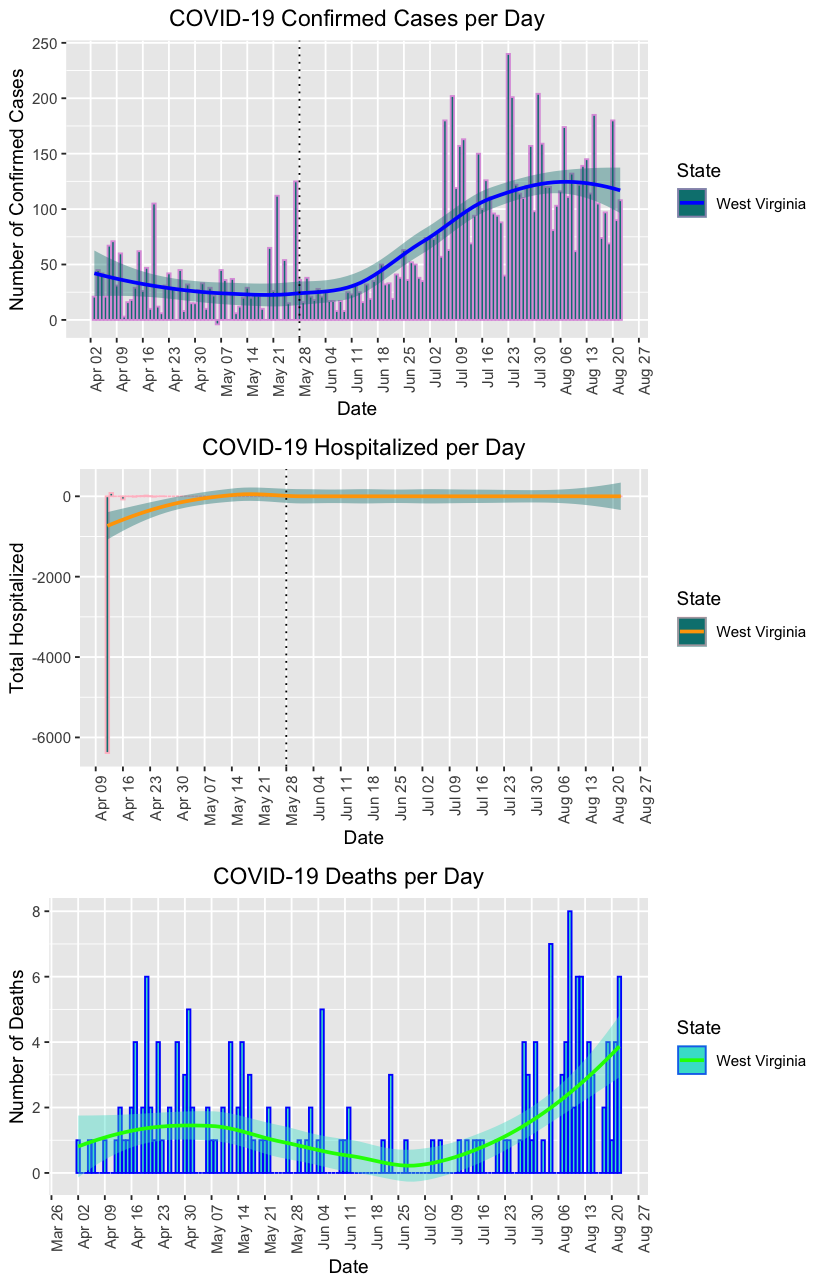 COVID-19 Confirmed Cases per Day
Number of Confirmed Cases
250
200
150
100
50
0
Apr 02
Apr 09
Apr 16
Apr 23
Apr 30
May 07
May 14
May 21
May 28
Jun 04
Jun 11
Jun 18
Jun 25
Jul 02
Jul 09
Jul 16
Jul 23
Jul 30
Aug 06
Aug 13
Aug 20
Aug 27
Date
State
West Virginia
COVID-19 Hospitalized per Day
Total Hospitalized
0
-2000
-4000
-6000
Apr 09
Apr 16
Apr 23
Apr 30
May 07
May 14
May 21
May 28
Jun 04
Jun 11
Jun 18
Jun 25
Jul 02
Jul 09
Jul 16
Jul 23
Jul 30
Aug 06
Aug 13
Aug 20
Aug 27
Date
State
West Virginia
COVID-19 Deaths per Day
Number of Deaths
8
6
4
2
0
Mar 26
Apr 02
Apr 09
Apr 16
Apr 23
Apr 30
May 07
May 14
May 21
May 28
Jun 04
Jun 11
Jun 18
Jun 25
Jul 02
Jul 09
Jul 16
Jul 23
Jul 30
Aug 06
Aug 13
Aug 20
Aug 27
Date
State
West Virginia